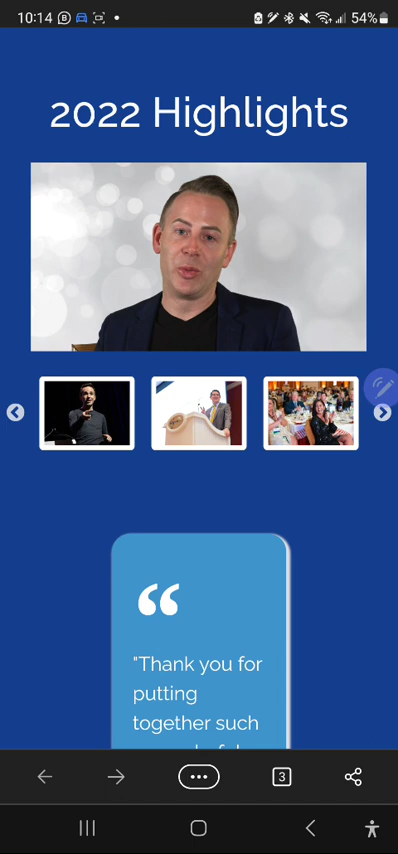 10:14
54%
2022 Highlights
“
"Thank you for
putting
together such
3